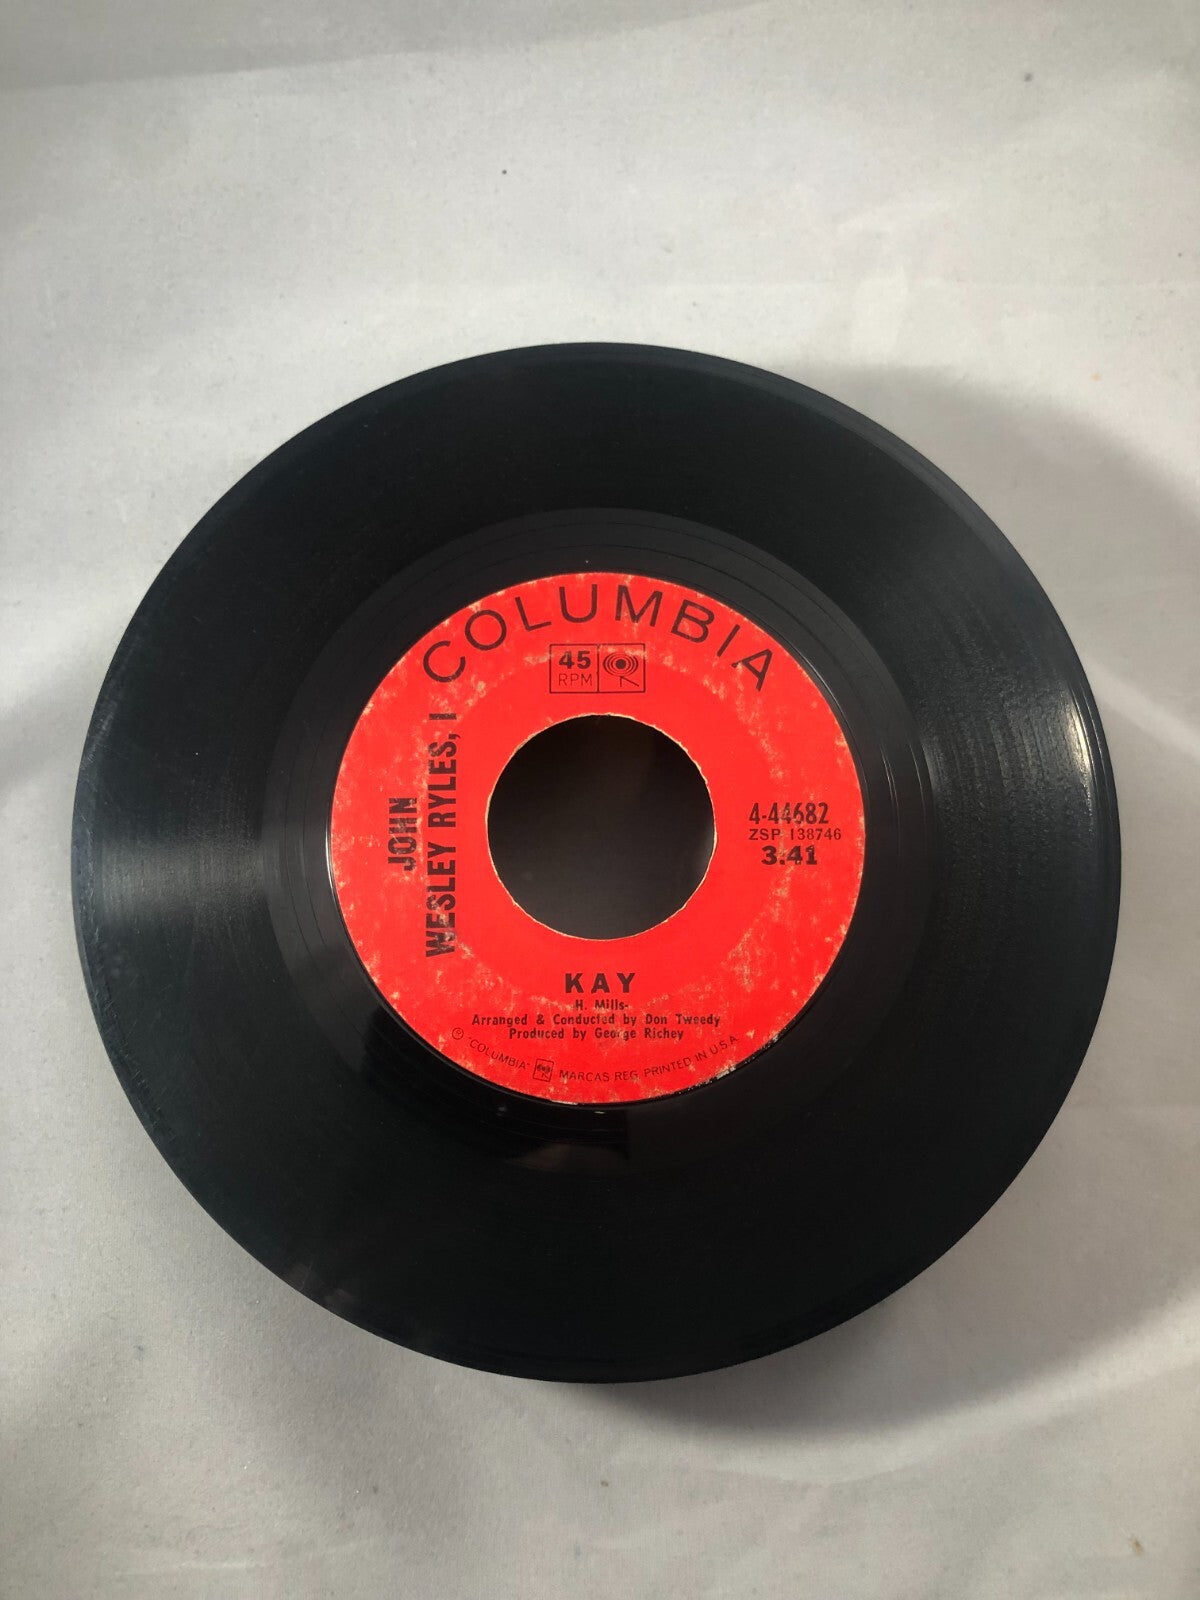 COLUMBIA
45
RPM
JOHN
WESLEY RYLES, I
4-44682
ZSP 138746
3.41
KAY
-H. Mills-
Arranged & Conducted by Don Tweedy
Produced by George Richey
℗ "COLUMBIA" MARCAS REG. PRINTED IN U.S.A.